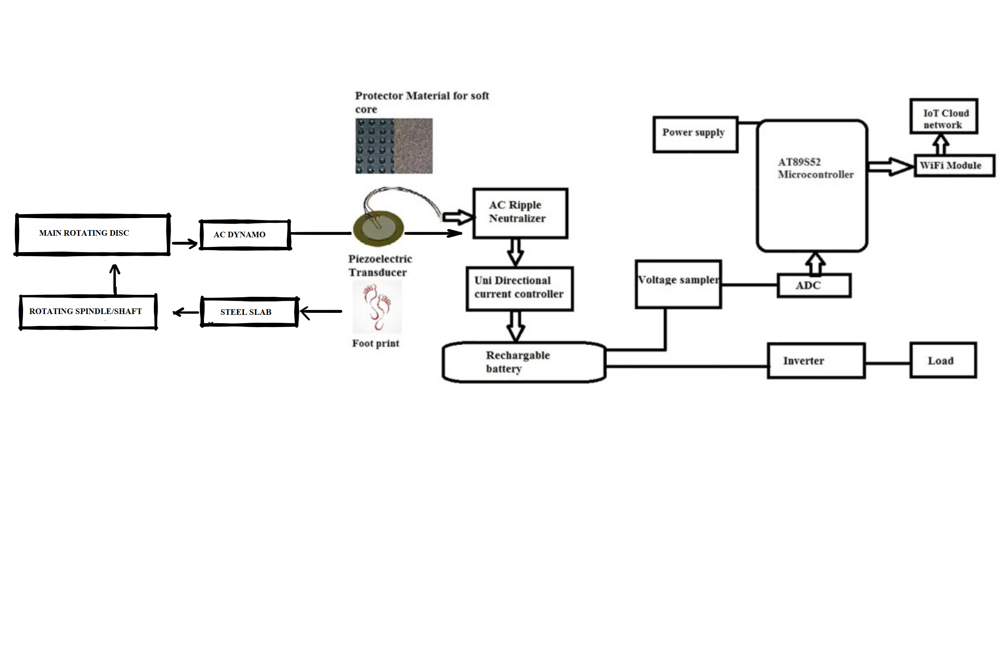 Protector Material for soft
core
IoT Cloud
network
Power supply
AT89S52
Microcontroller
WiFi Module
AC Ripple
Neutralizer
MAIN ROTATING DISC
AC DYNAMO
Piezoelectric
Transducer
Uni Directional
current controller
Voltage sampler
ADC
ROTATING SPINDLE/SHAFT
STEEL SLAB
Foot print
Rechargable
battery
Inverter
Load